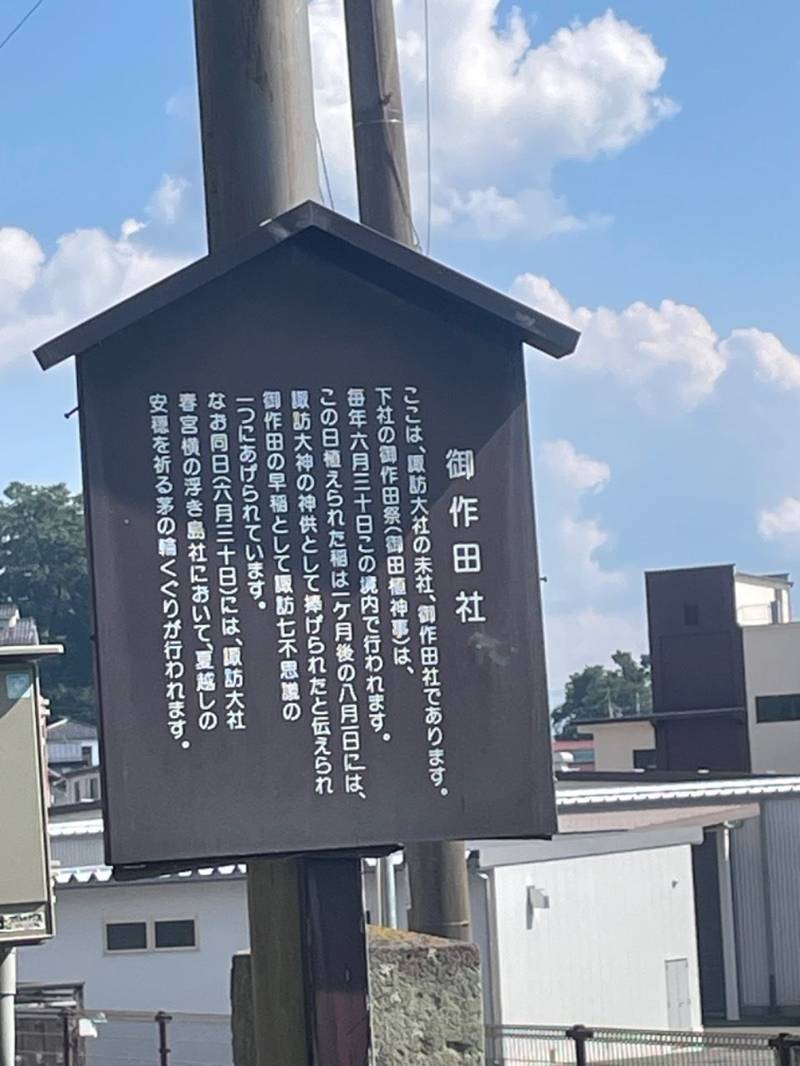 御作田社
ここは、諏訪大社の末社、御作田社であります。
下社の御作田祭(御田植神事)は、
毎年六月三十日この境内で行われます。
この日植えられた稲は一ケ月後の八月一日には、
諏訪大神の神供として捧げられたと伝えられ
御作田の早稲として諏訪七不思議の
一つにあげられています。
なお同日(六月三十日)には、諏訪大社
春宮横の浮き島社において、夏越しの
安穏を祈る茅の輪くぐりが行われます。